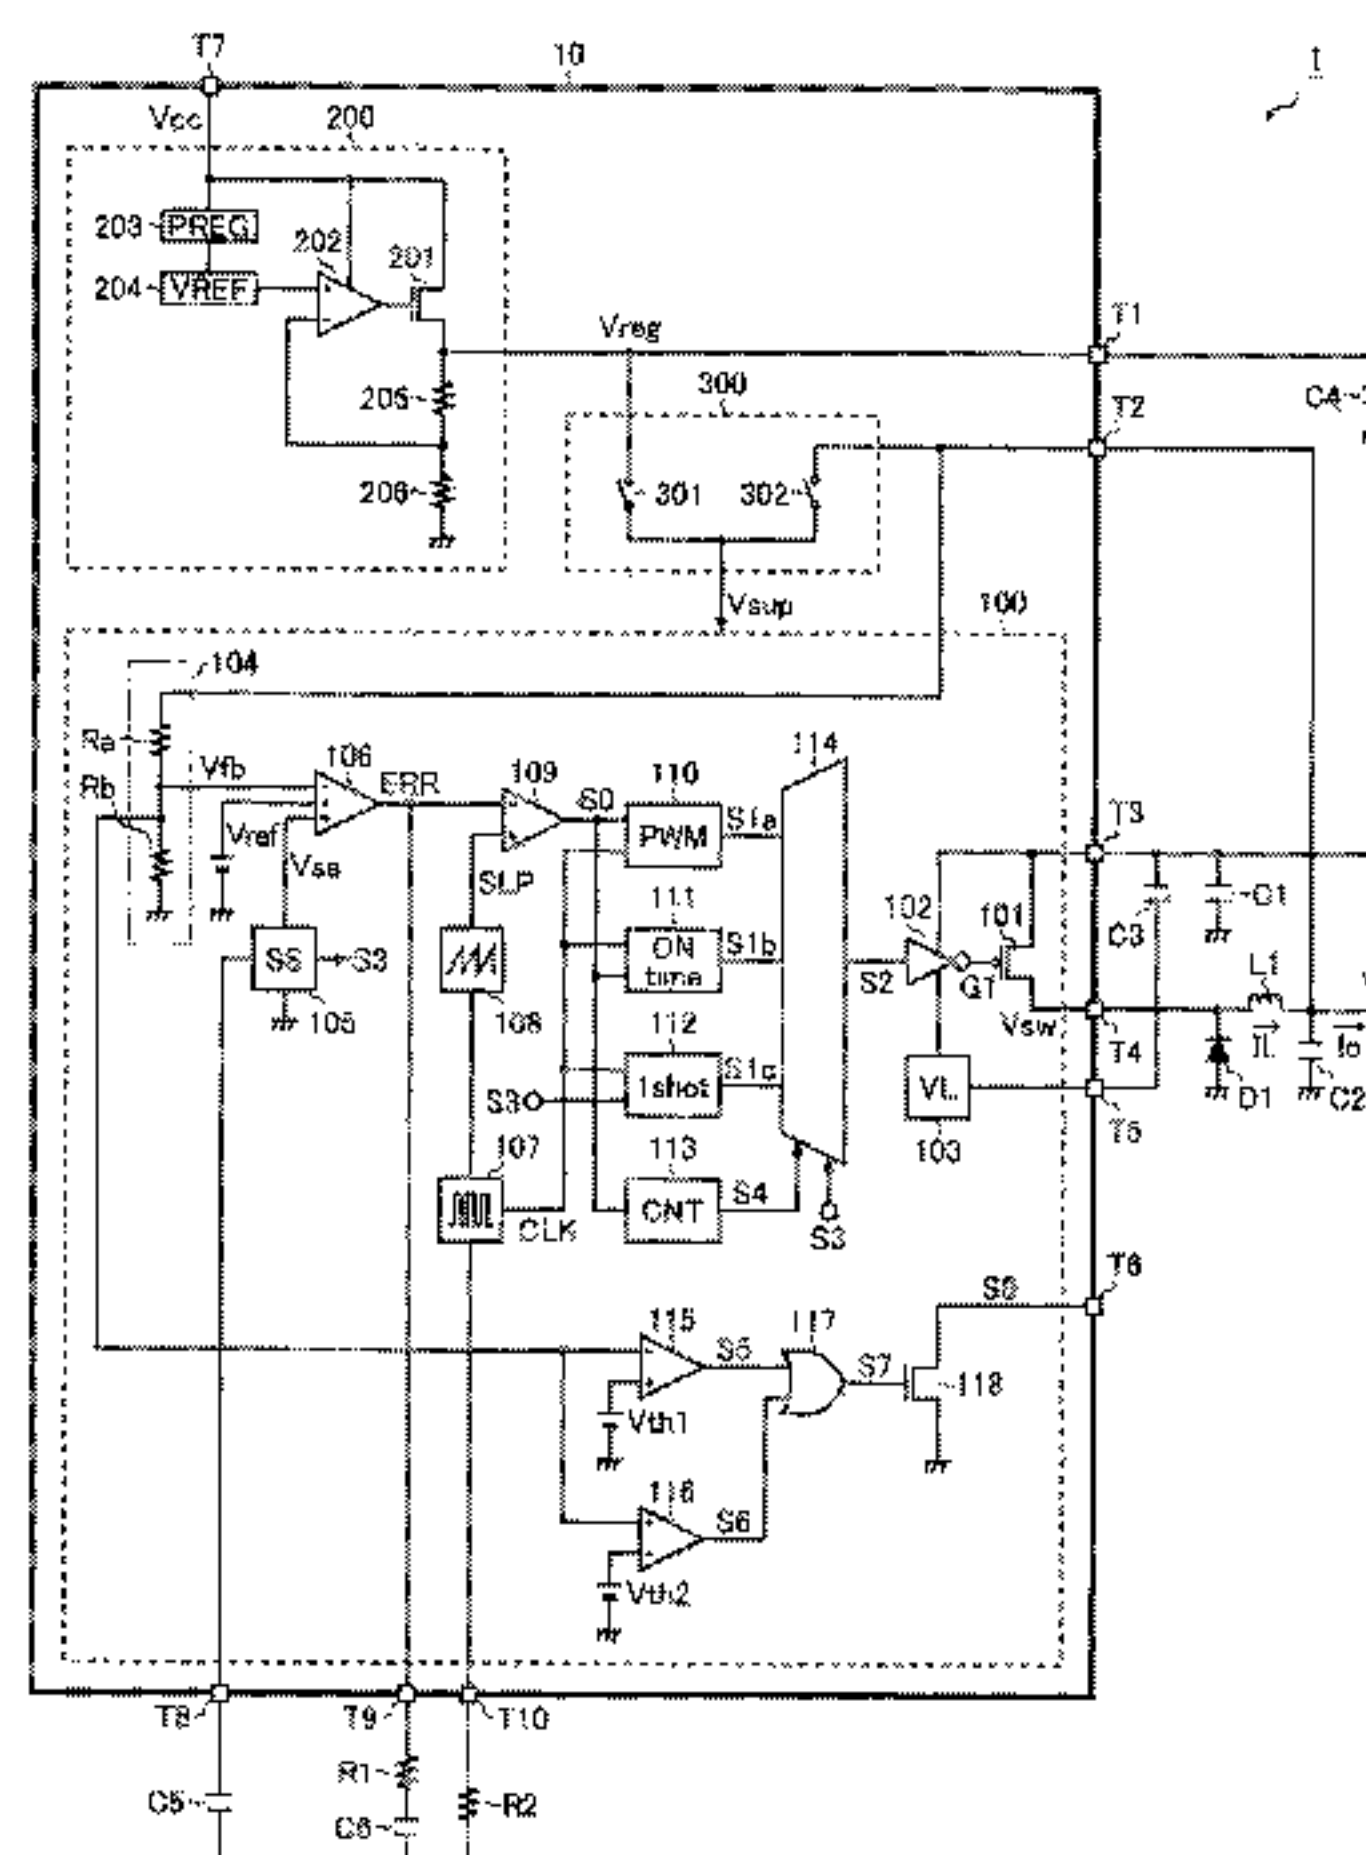 T7
10
1
Vcc
200
203
PREG
202
201
204
VREF
Vreg
T1
205
300
C4
T2
206
301
302
Vsup
100
104
Ra
Vfb
106
ERR
109
S0
110
PWM
S1a
114
T3
Rb
Vref
Vss
SLP
111
ON
time
S1b
102
101
C3
C1
SS
S3
105
108
S2
G1
Vsw
T4
L1
IL
Io
112
1shot
S1c
S3
VL
103
T5
D1
C2
107
CLK
113
CNT
S4
S3
T6
115
S5
117
S7
S8
118
Vth1
116
S6
Vth2
T8
T9
T10
R1
R2
C5
C6